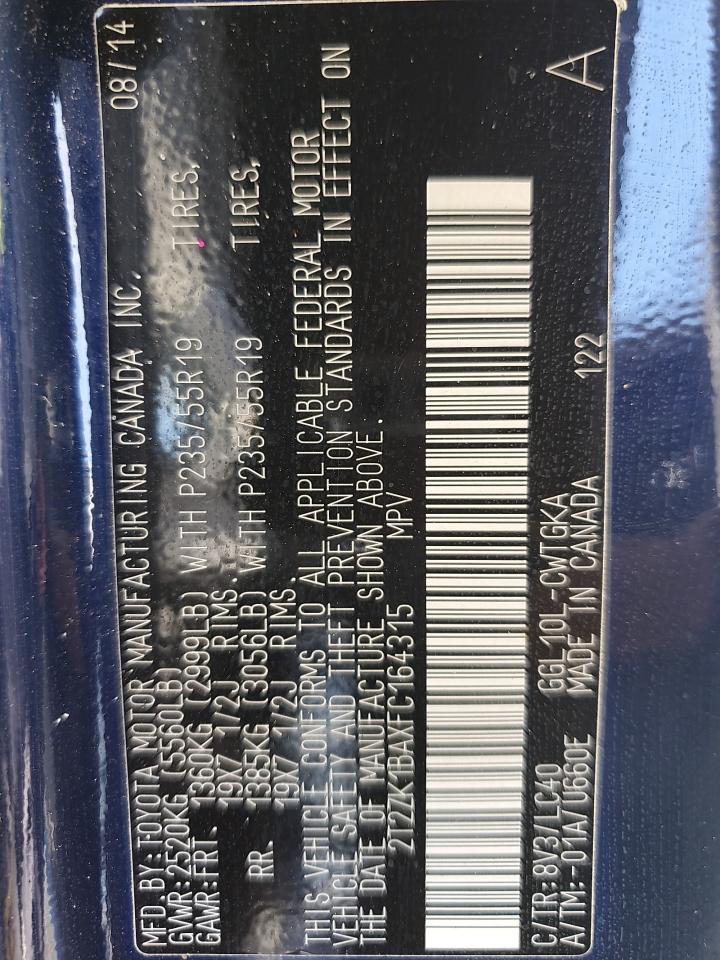 MFD.BY:TOYOTA MOTOR MANUFACTURING CANADA INC. 08/14
GVWR:2520KG (5560LB)
GAWR:FRT. 1360KG (2999LB) WITH P235/55R19 TIRES,
19X7 1/2J RIMS.
RR. 1385KG (3056LB) WITH P235/55R19 TIRES,
19X7 1/2J RIMS.
THIS VEHICLE CONFORMS TO ALL APPLICABLE FEDERAL MOTOR
VEHICLE SAFETY AND THEFT PREVENTION STANDARDS IN EFFECT ON
THE DATE OF MANUFACTURE SHOWN ABOVE.
2T2ZK1BAXFC164315 MPV
C/TR:8V3/LC40 GGL10L-CWTGKA
A/TM:-01A/U660E MADE IN CANADA 122 A